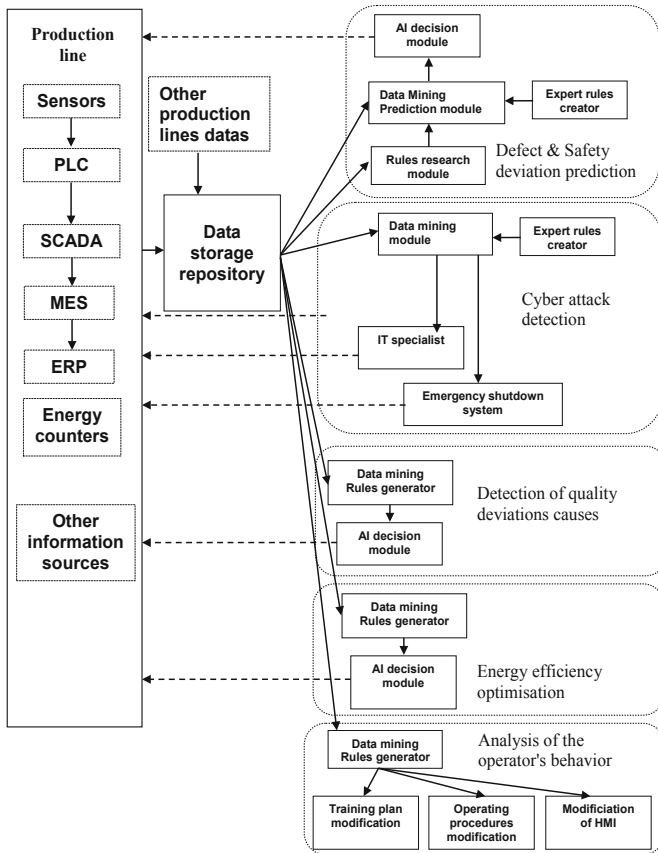 Production
line
Sensors
PLC
SCADA
MES
ERP
Energy
counters
Other
information
sources
Other
production
lines datas
Data
storage
repository
AI decision
module
Data Mining
Prediction module
Expert rules
creator
Rules research
module
Defect & Safety
deviation prediction
Data mining
module
Expert rules
creator
Cyber attack
detection
IT specialist
Emergency shutdown
system
Data mining
Rules generator
Detection of quality
deviations causes
AI decision
module
Data mining
Rules generator
AI decision
module
Energy efficiency
optimisation
Data mining
Rules generator
Analysis of the
operator's behavior
Training plan
modification
Operating
procedures
modification
Modificiation
of HMI